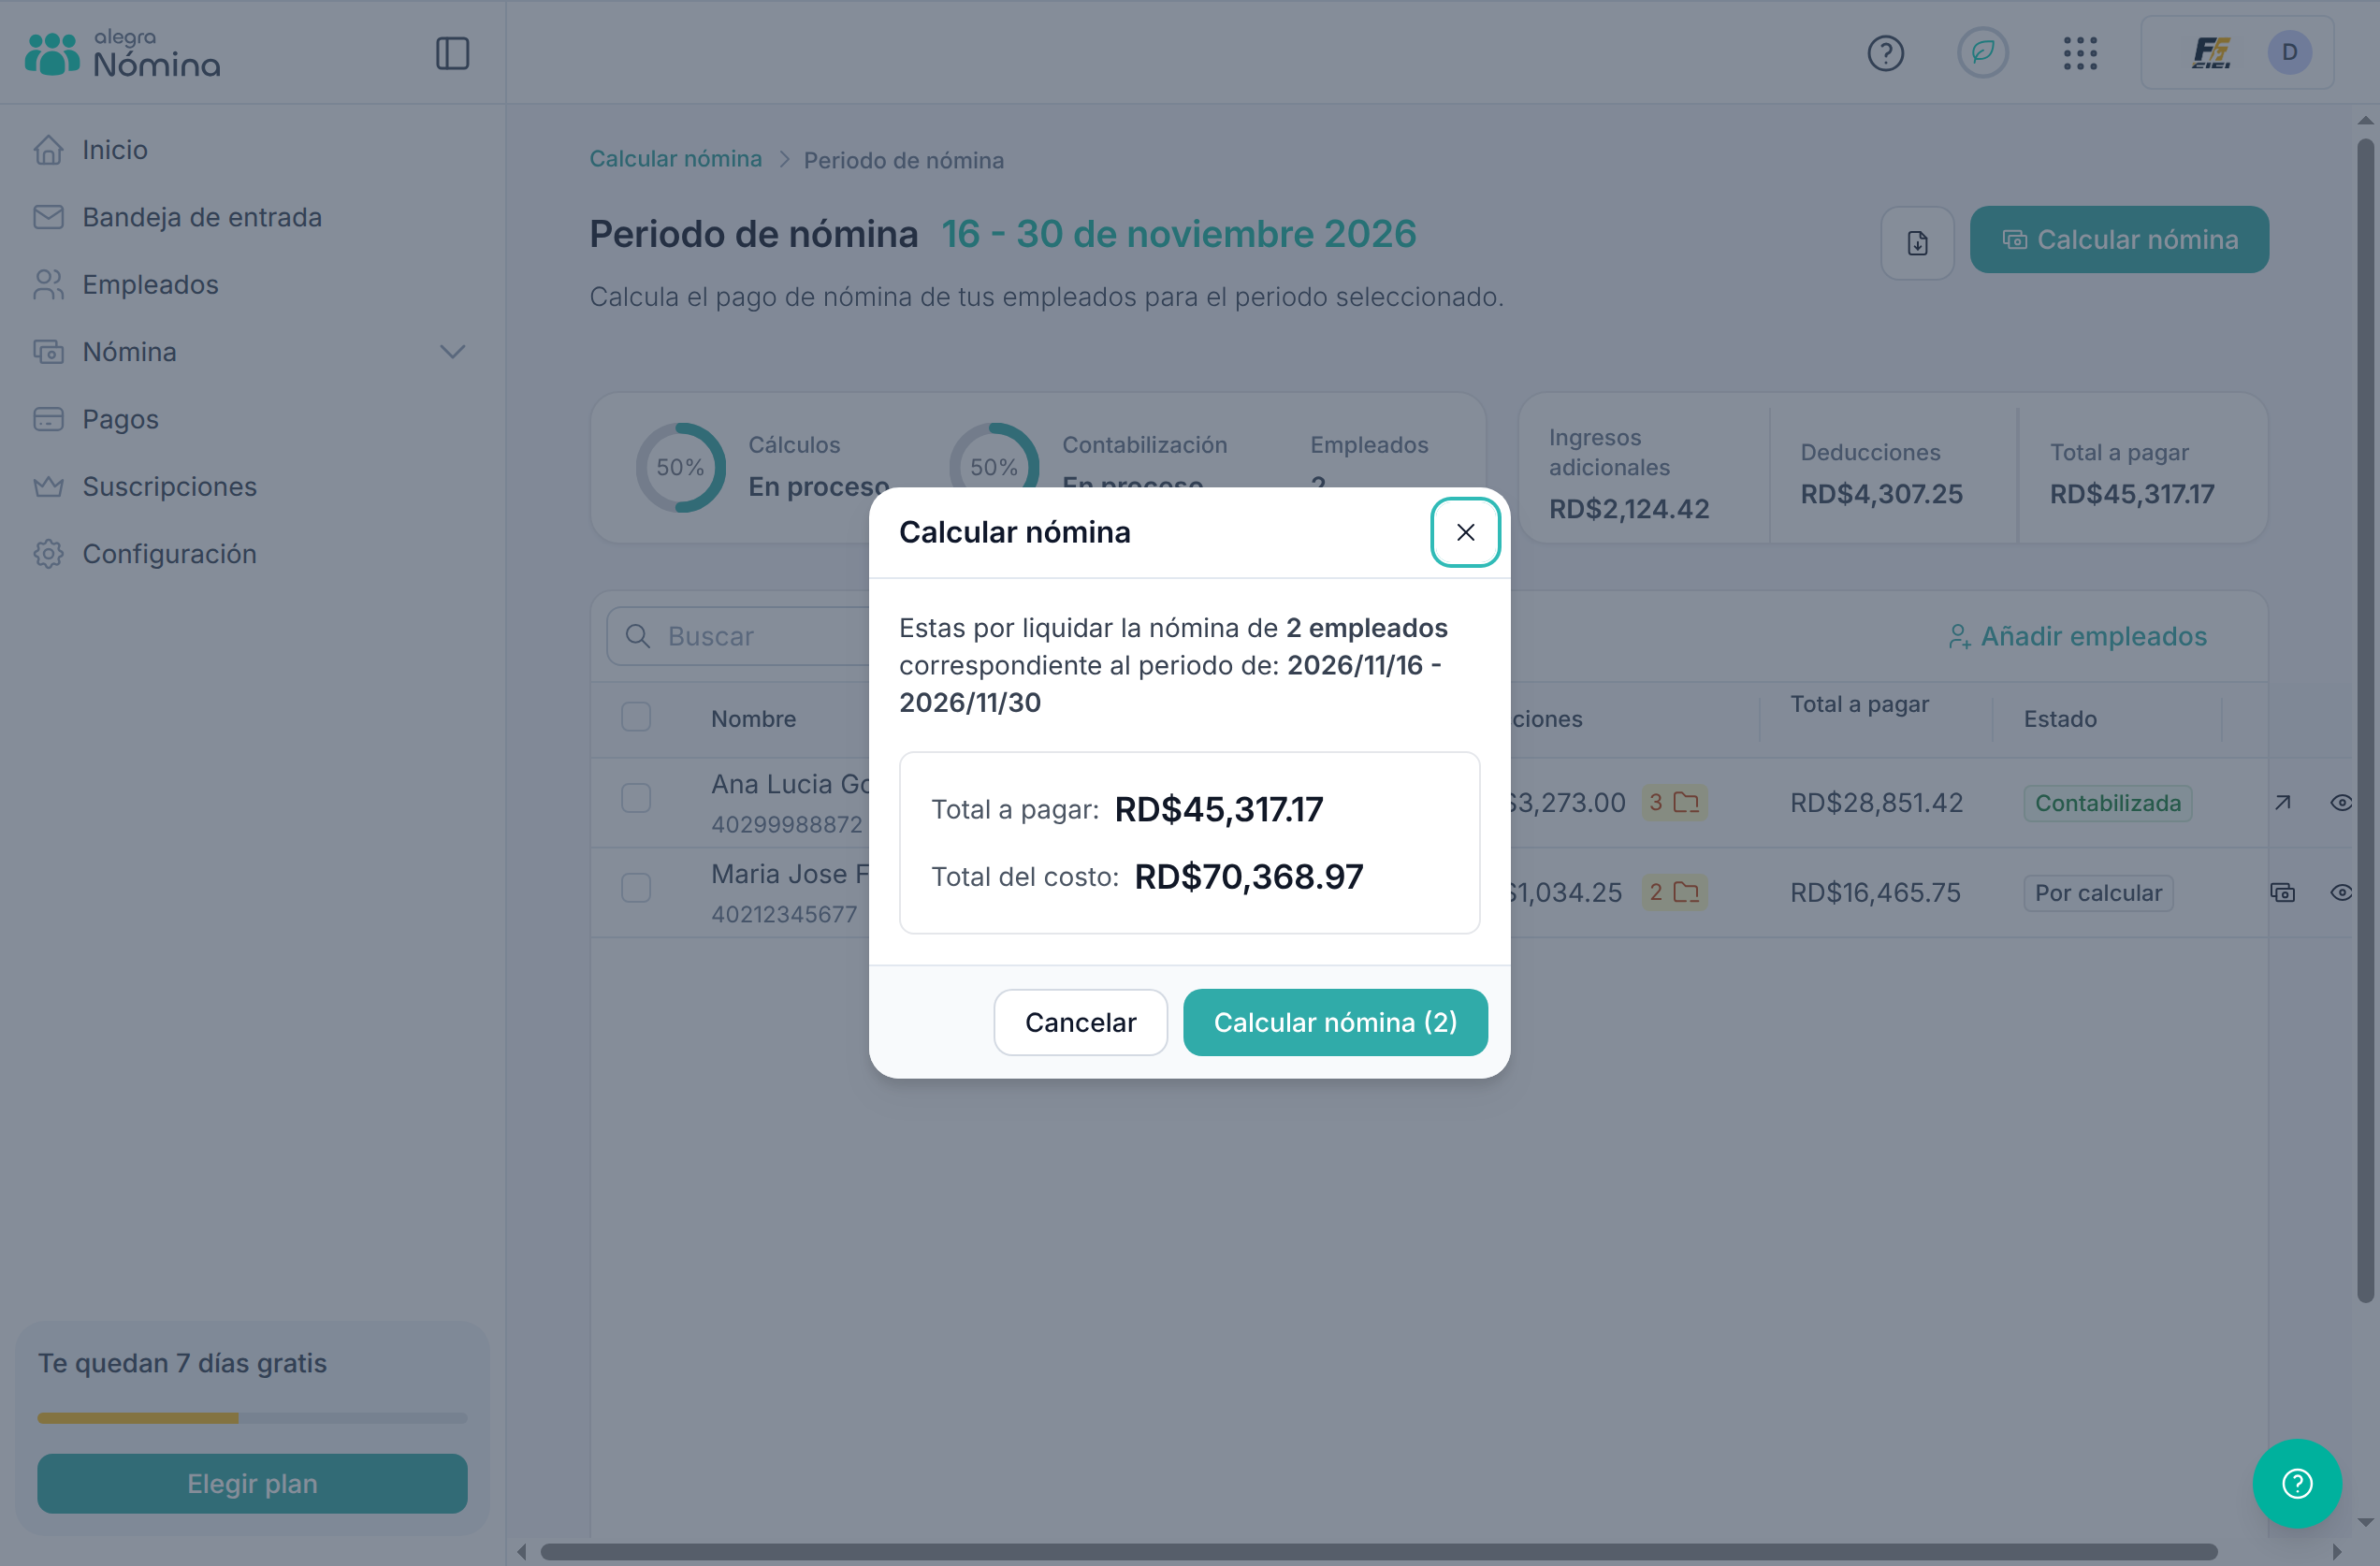 alegra
Nómina
D
Inicio
Bandeja de entrada
Empleados
Nómina
Pagos
Suscripciones
Configuración
Te quedan 7 días gratis
Elegir plan
Calcular nómina > Periodo de nómina
Periodo de nómina 16 - 30 de noviembre 2026
Calcular nómina
Calcula el pago de nómina de tus empleados para el periodo seleccionado.
50%
Cálculos
En proceso
50%
Contabilización
En proceso
Empleados
2
Ingresos
adicionales
RD$2,124.42
Deducciones
RD$4,307.25
Total a pagar
RD$45,317.17
Buscar
Añadir empleados
Nombre
Total a pagar
Estado
Ana Lucia
40299988872
$3,273.00 3 RD$28,851.42 Contabilizada
Maria Jose
40212345677
$1,034.25 2 RD$16,465.75 Por calcular
Calcular nómina
Estas por liquidar la nómina de 2 empleados
correspondiente al periodo de: 2026/11/16 -
2026/11/30
Total a pagar: RD$45,317.17
Total del costo: RD$70,368.97
Cancelar
Calcular nómina (2)